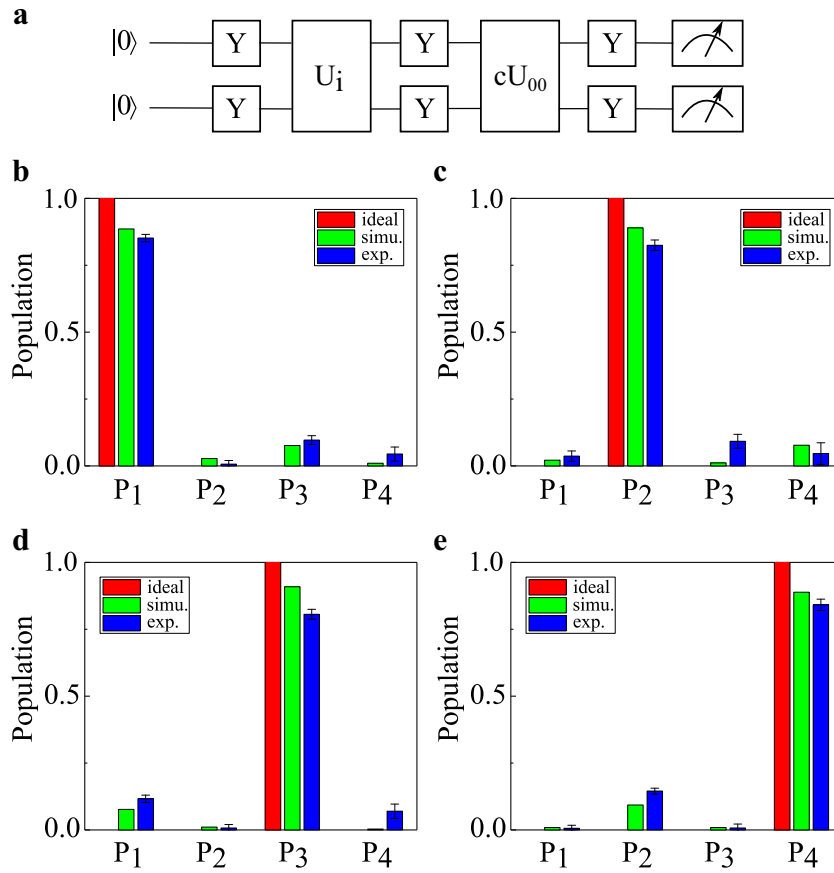 a
|0⟩ Y U_i Y cU_00 Y
|0⟩ Y Y Y
b
Population
1.0
0.5
0.0
ideal
simu.
exp.
P1 P2 P3 P4
c
Population
1.0
0.5
0.0
ideal
simu.
exp.
P1 P2 P3 P4
d
Population
1.0
0.5
0.0
ideal
simu.
exp.
P1 P2 P3 P4
e
Population
1.0
0.5
0.0
ideal
simu.
exp.
P1 P2 P3 P4